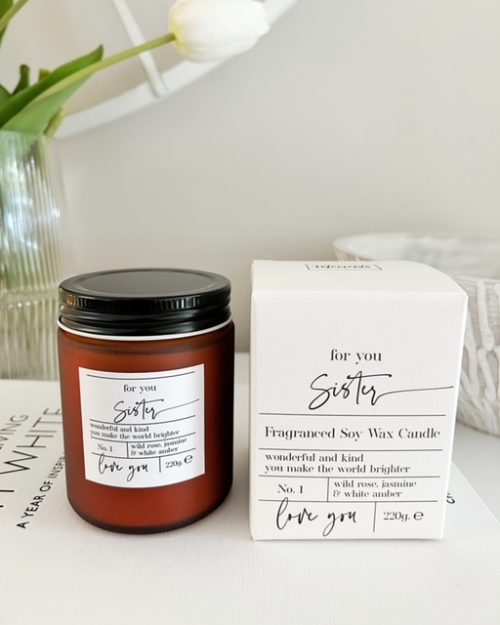 for you
Sister
wonderful and kind
you make the world brighter
No. 1
wild rose, jasmine
& white amber
love you
220g.
for you
Sister
Fragranced Soy Wax Candle
wonderful and kind
you make the world brighter
No. 1
wild rose, jasmine
& white amber
love you
220g. ℮
LIVING
WHITE
A YEAR OF